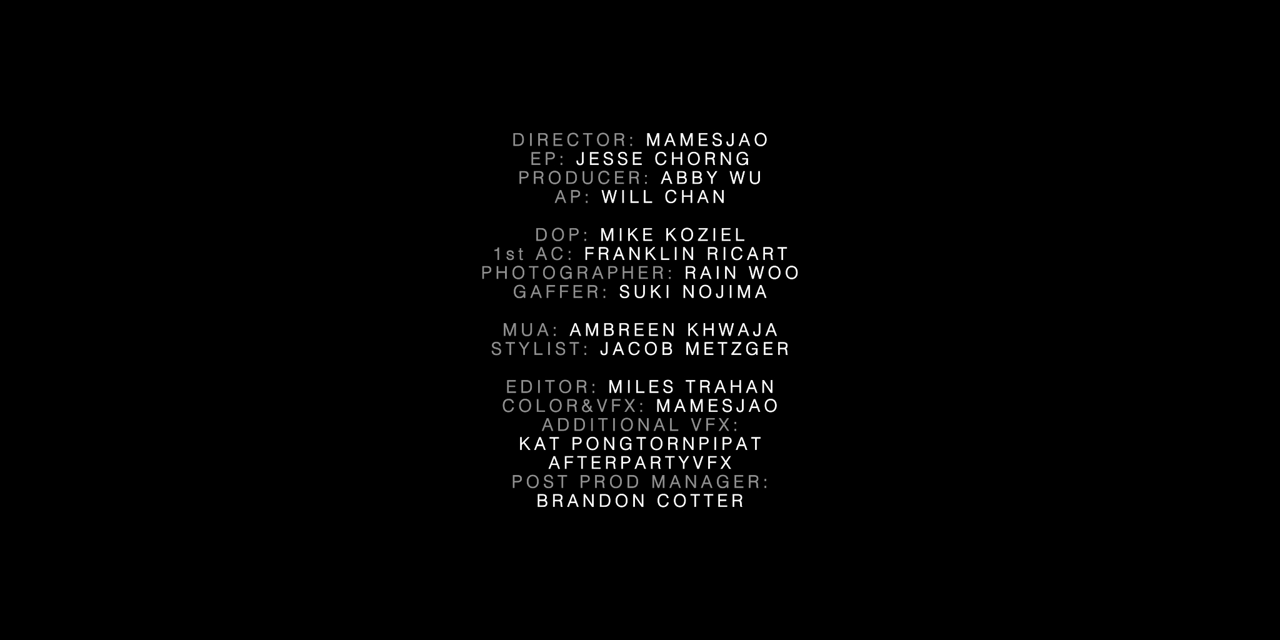 DIRECTOR: MAMESJAO
EP: JESSE CHORNG
PRODUCER: ABBY WU
AP: WILL CHAN
DOP: MIKE KOZIEL
1st AC: FRANKLIN RICART
PHOTOGRAPHER: RAIN WOO
GAFFER: SUKI NOJIMA
MUA: AMBREEN KHWAJA
STYLIST: JACOB METZGER
EDITOR: MILES TRAHAN
COLOR&VFX: MAMESJAO
ADDITIONAL VFX:
KAT PONGTORNPIPAT
AFTERPARTYVFX
POST PROD MANAGER:
BRANDON COTTER